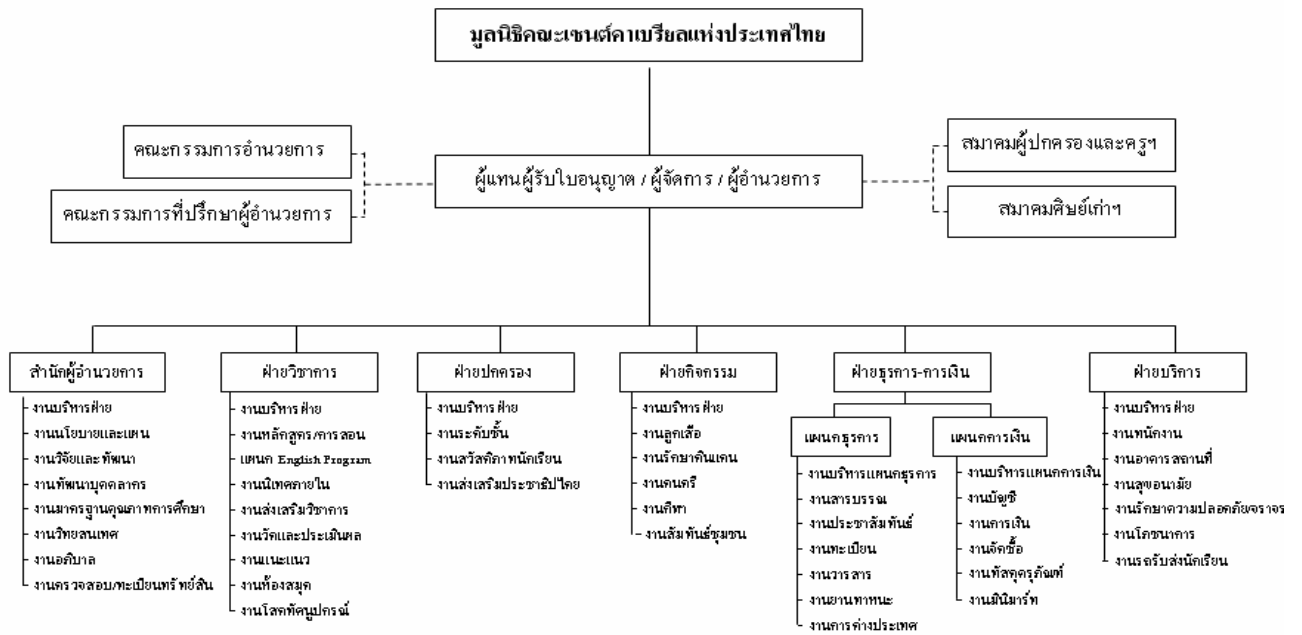 มูลนิธิคณะเซนต์คาเบรียลแห่งประเทศไทย
คณะกรรมการอำนวยการ
คณะกรรมการที่ปรึกษาผู้อำนวยการ
ผู้แทนผู้รับใบอนุญาต / ผู้จัดการ / ผู้อำนวยการ
สมาคมผู้ปกครองและครูฯ
สมาคมศิษย์เก่าฯ
สำนักผู้อำนวยการ
- งานบริหารฝ่าย
- งานนโยบายและแผน
- งานวิจัยและพัฒนา
- งานพัฒนาบุคคลากร
- งานมาตรฐานคุณภาพการศึกษา
- งานวิทยสนเทศ
- งานอภิบาล
- งานตรวจสอบ/ทะเบียนทรัพย์สิน
ฝ่ายวิชาการ
- งานบริหารฝ่าย
- งานหลักสูตร/การสอน
- แผนก English Program
- งานนิเทศภายใน
- งานส่งเสริมวิชาการ
- งานวัดและประเมินผล
- งานแนะแนว
- งานห้องสมุด
- งานโสตทัศนูปกรณ์
ฝ่ายปกครอง
- งานบริหารฝ่าย
- งานระดับชั้น
- งานสวัสดิภาพนักเรียน
- งานส่งเสริมประชาธิปไตย
ฝ่ายกิจกรรม
- งานบริหารฝ่าย
- งานลูกเสือ
- งานรักษาดินแดน
- งานดนตรี
- งานกีฬา
- งานสัมพันธ์ชุมชน
ฝ่ายธุรการ-การเงิน
แผนกธุรการ
- งานบริหารแผนกธุรการ
- งานสารบรรณ
- งานประชาสัมพันธ์
- งานทะเบียน
- งานวารสาร
- งานยานพาหนะ
- งานการต่างประเทศ
แผนกการเงิน
- งานบริหารแผนกการเงิน
- งานบัญชี
- งานการเงิน
- งานจัดซื้อ
- งานพัสดุครุภัณฑ์
- งานมินิมาร์ท
ฝ่ายบริการ
- งานบริหารฝ่าย
- งานพนักงาน
- งานอาคารสถานที่
- งานสุขอนามัย
- งานรักษาความปลอดภัย/จราจร
- งานโภชนาการ
- งานรถรับส่งนักเรียน